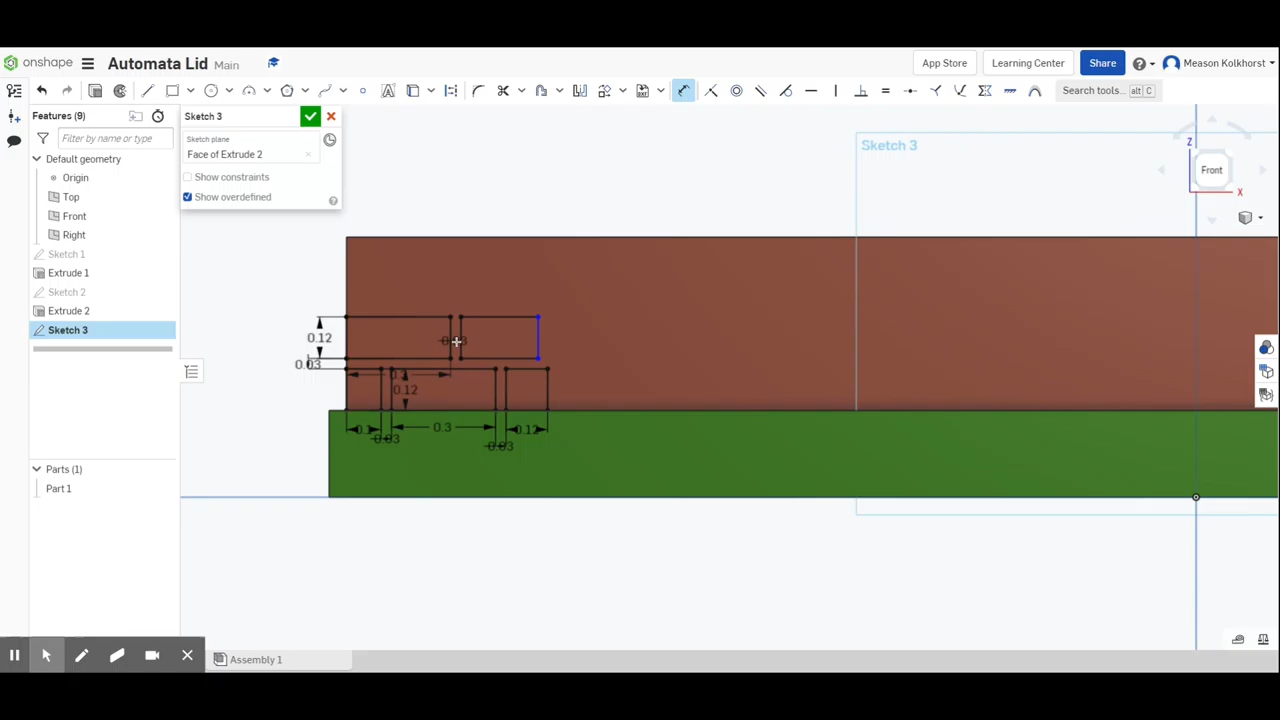 onshape
Automata Lid Main
App Store
Learning Center
Share
Meason Kolkhorst
Search tools... alt C
Features (9)
Filter by name or type
Default geometry
Origin
Top
Front
Right
Sketch 1
Extrude 1
Sketch 2
Extrude 2
Sketch 3
Parts (1)
Part 1
Sketch 3
Sketch plane
Face of Extrude 2
Show constraints
Show overdefined
Sketch 3
Z
Front
X
0.12
0.03
0.12
0.3
0.12
0.03
0.03
Assembly 1